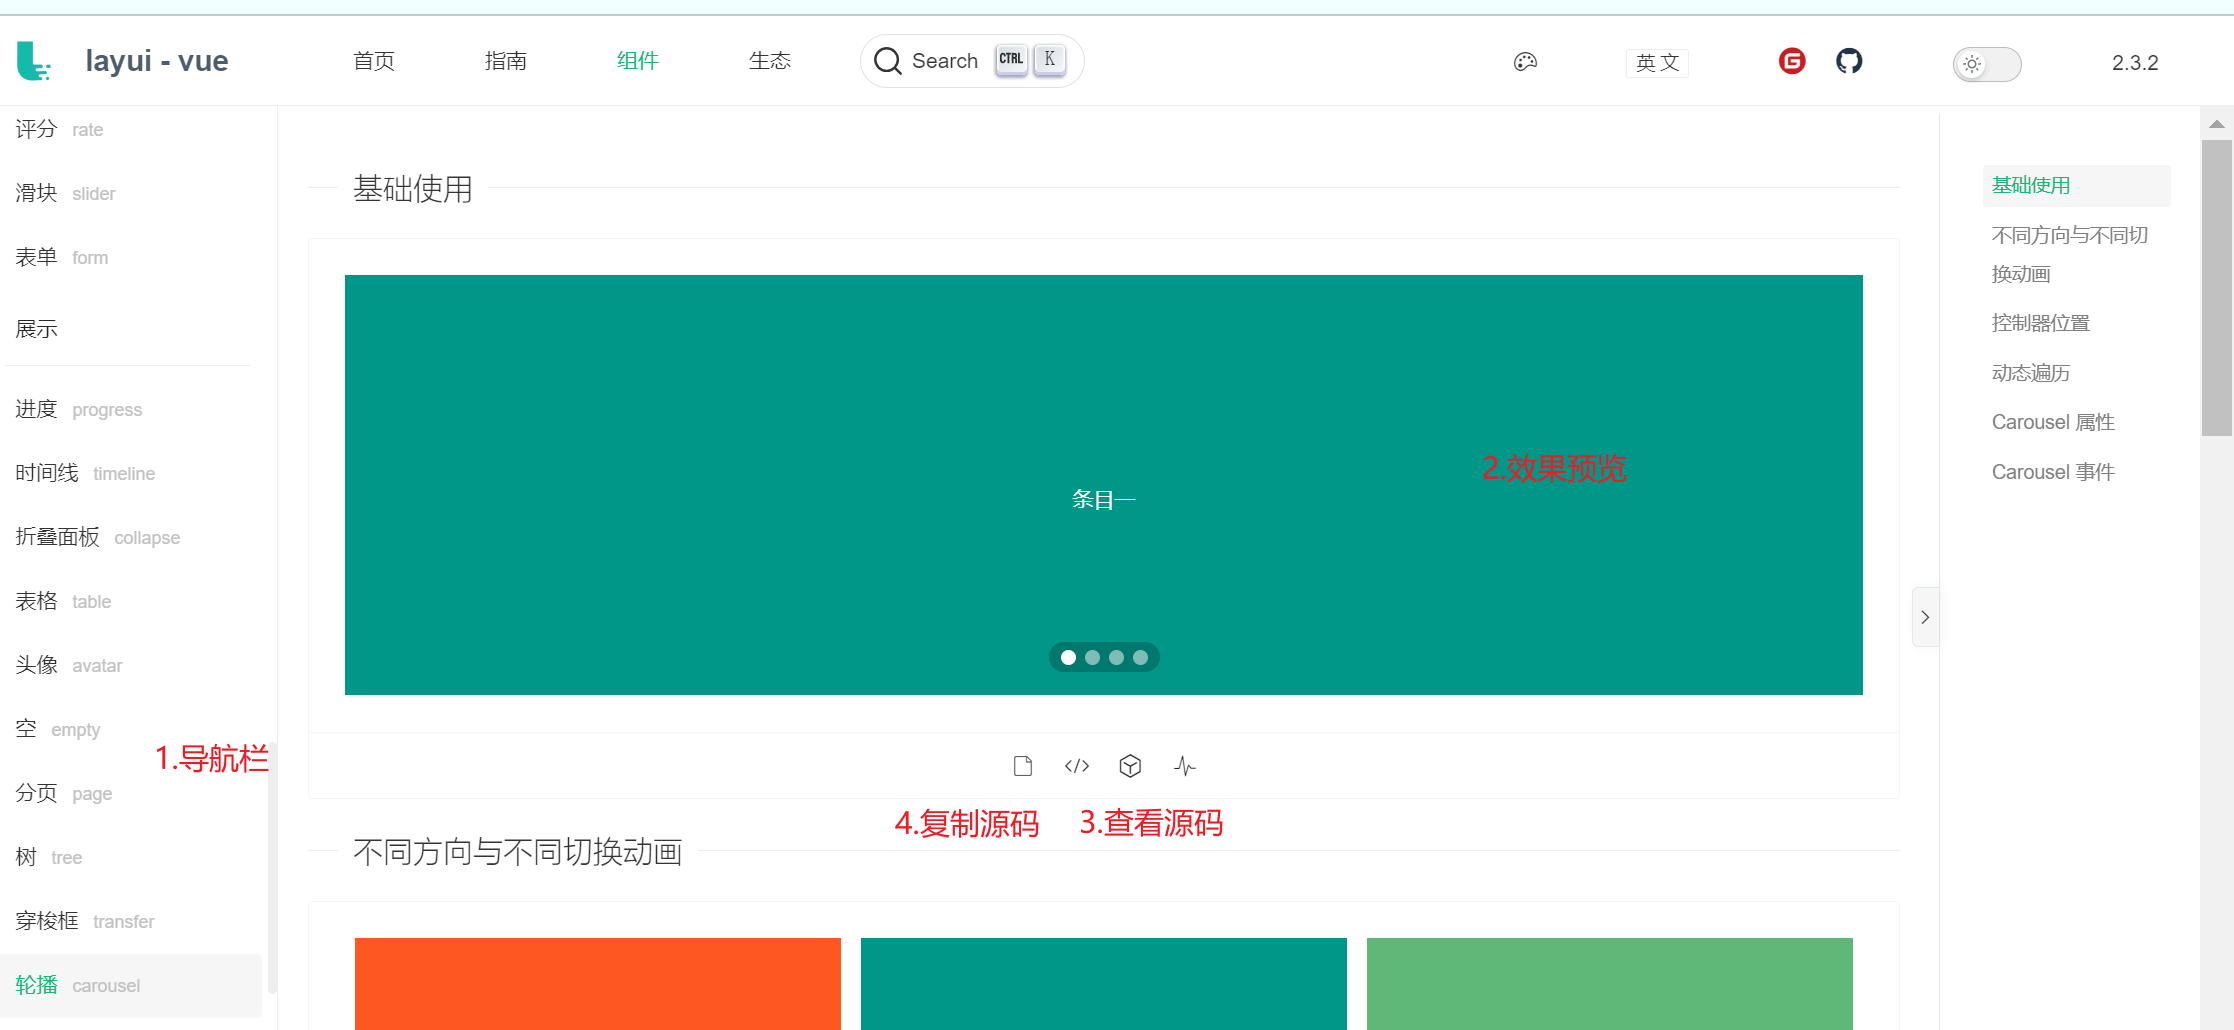 layui - vue
首页
指南
组件
生态
Search
CTRL
K
英 文
2.3.2
评分 rate
滑块 slider
表单 form
展示
进度 progress
时间线 timeline
折叠面板 collapse
表格 table
头像 avatar
空 empty
1.导航栏
分页 page
树 tree
穿梭框 transfer
轮播 carousel
基础使用
条目一
2.效果预览
4.复制源码
3.查看源码
不同方向与不同切换动画
基础使用
不同方向与不同切
换动画
控制器位置
动态遍历
Carousel 属性
Carousel 事件